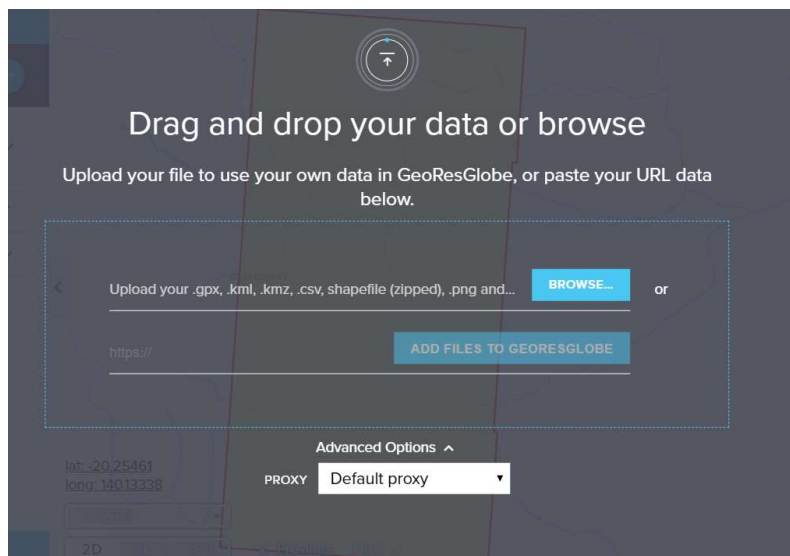 Drag and drop your data or browse
Upload your file to use your own data in GeoResGlobe, or paste your URL data
below.
Upload your .gpx, .kml, .kmz, .csv, shapefile (zipped), .png and...
BROWSE...
or
https://
ADD FILES TO GEORESGLOBE
Advanced Options
lat: -20.25461
long: 140.13338
PROXY
Default proxy
2D